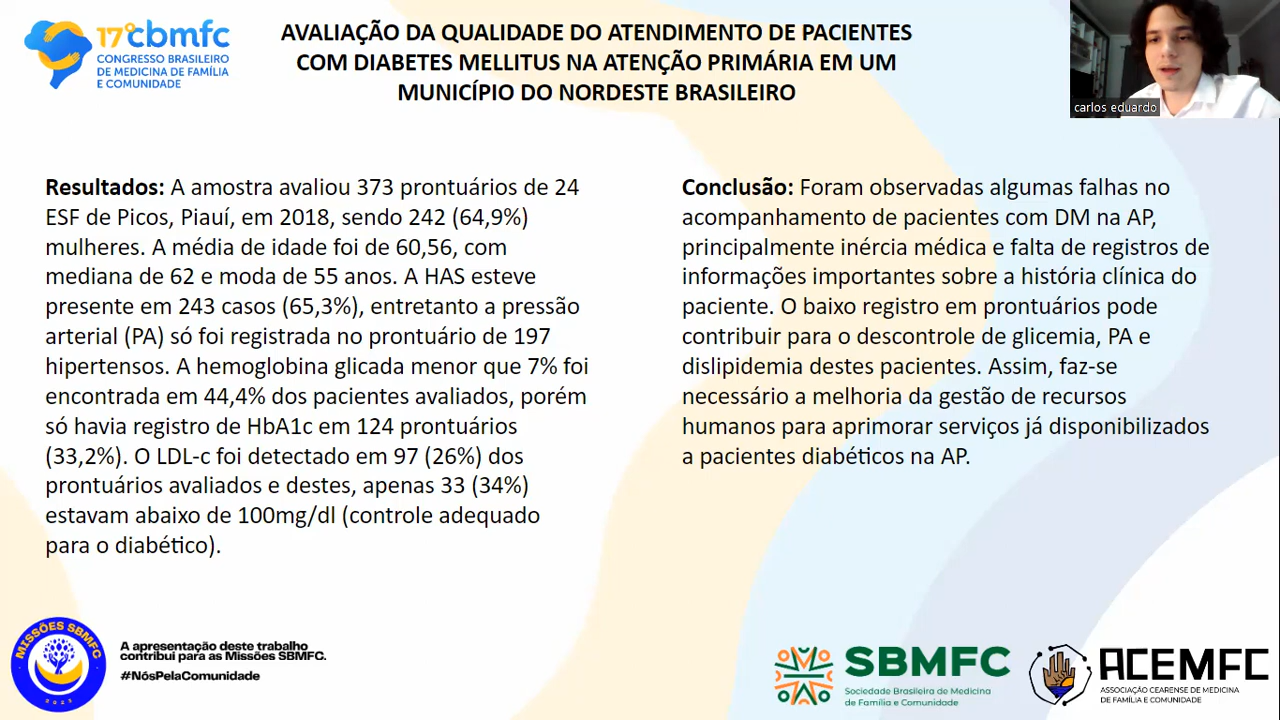 17º cbmfc
CONGRESSO BRASILEIRO
DE MEDICINA DE FAMÍLIA
E COMUNIDADE
AVALIAÇÃO DA QUALIDADE DO ATENDIMENTO DE PACIENTES
COM DIABETES MELLITUS NA ATENÇÃO PRIMÁRIA EM UM
MUNICÍPIO DO NORDESTE BRASILEIRO
carlos eduardo
Resultados: A amostra avaliou 373 prontuários de 24
ESF de Picos, Piauí, em 2018, sendo 242 (64,9%)
mulheres. A média de idade foi de 60,56, com
mediana de 62 e moda de 55 anos. A HAS esteve
presente em 243 casos (65,3%), entretanto a pressão
arterial (PA) só foi registrada no prontuário de 197
hipertensos. A hemoglobina glicada menor que 7% foi
encontrada em 44,4% dos pacientes avaliados, porém
só havia registro de HbA1c em 124 prontuários
(33,2%). O LDL-c foi detectado em 97 (26%) dos
prontuários avaliados e destes, apenas 33 (34%)
estavam abaixo de 100mg/dl (controle adequado
para o diabético).
Conclusão: Foram observadas algumas falhas no
acompanhamento de pacientes com DM na AP,
principalmente inércia médica e falta de registros de
informações importantes sobre a história clínica do
paciente. O baixo registro em prontuários pode
contribuir para o descontrole de glicemia, PA e
dislipidemia destes pacientes. Assim, faz-se
necessário a melhoria da gestão de recursos
humanos para aprimorar serviços já disponibilizados
a pacientes diabéticos na AP.
MISSÕES SBMFC
2023
A apresentação deste trabalho
contribui para as Missões SBMFC.
#NósPelaComunidade
SBMFC
Sociedade Brasileira de Medicina
de Família e Comunidade
ACEMFC
ASSOCIAÇÃO CEARENSE DE MEDICINA
DE FAMÍLIA E COMUNIDADE